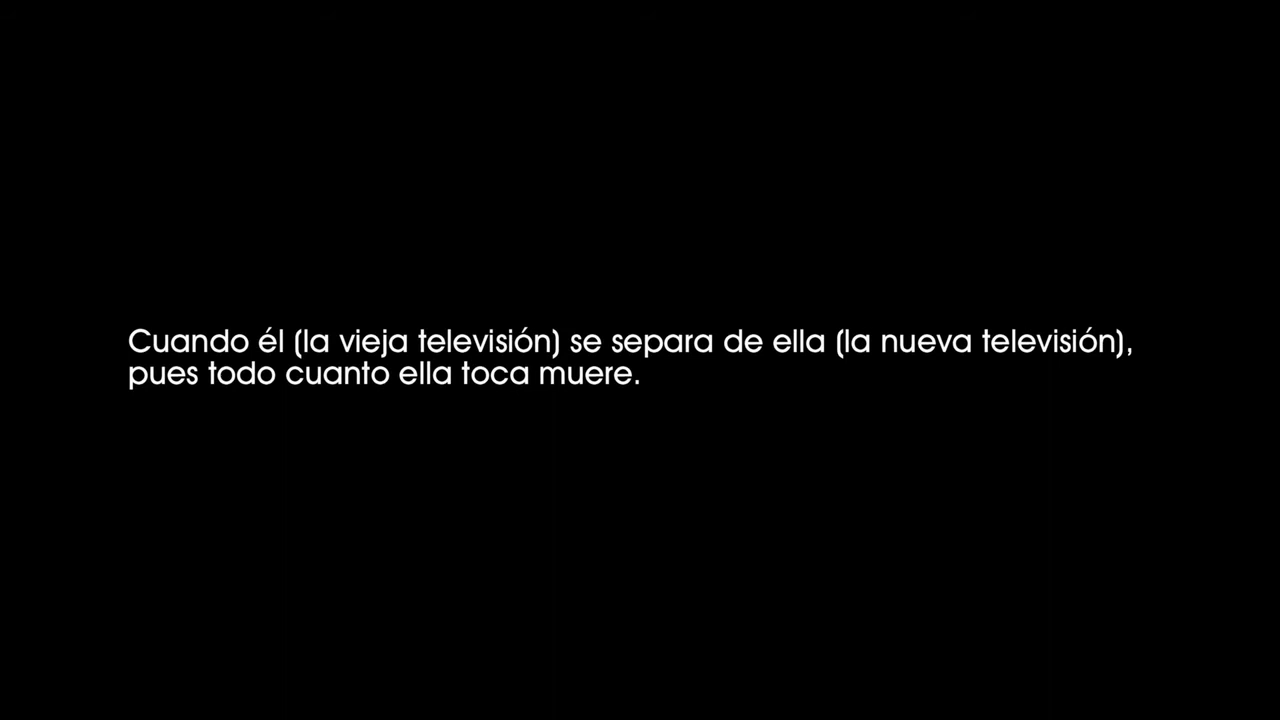 Cuando él (la vieja televisión) se separa de ella (la nueva televisión),
pues todo cuanto ella toca muere.